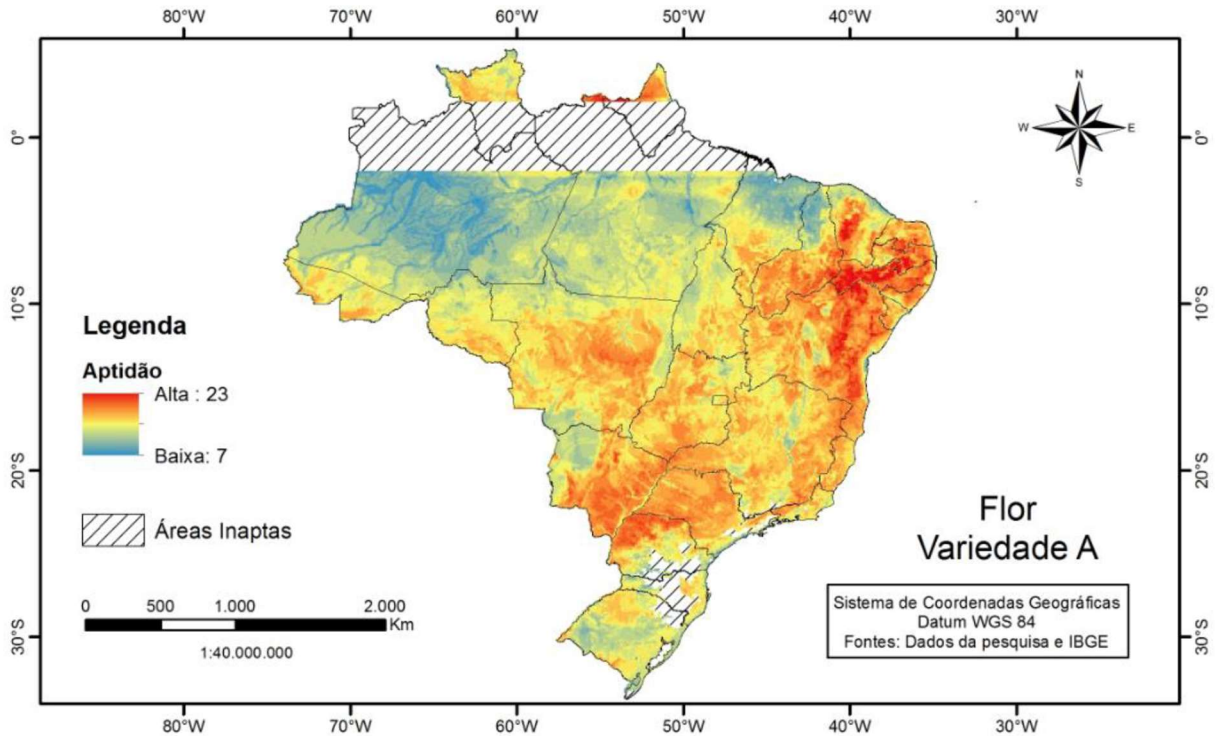 80°W 70°W 60°W 50°W 40°W 30°W
N
W E
S
0° 0°
10°S 10°S
20°S 20°S
30°S 30°S
Legenda
Aptidão
Alta : 23
Baixa: 7
Áreas Inaptas
0 500 1.000 2.000
Km
1:40.000.000
Flor
Variedade A
Sistema de Coordenadas Geográficas
Datum WGS 84
Fontes: Dados da pesquisa e IBGE
80°W 70°W 60°W 50°W 40°W 30°W